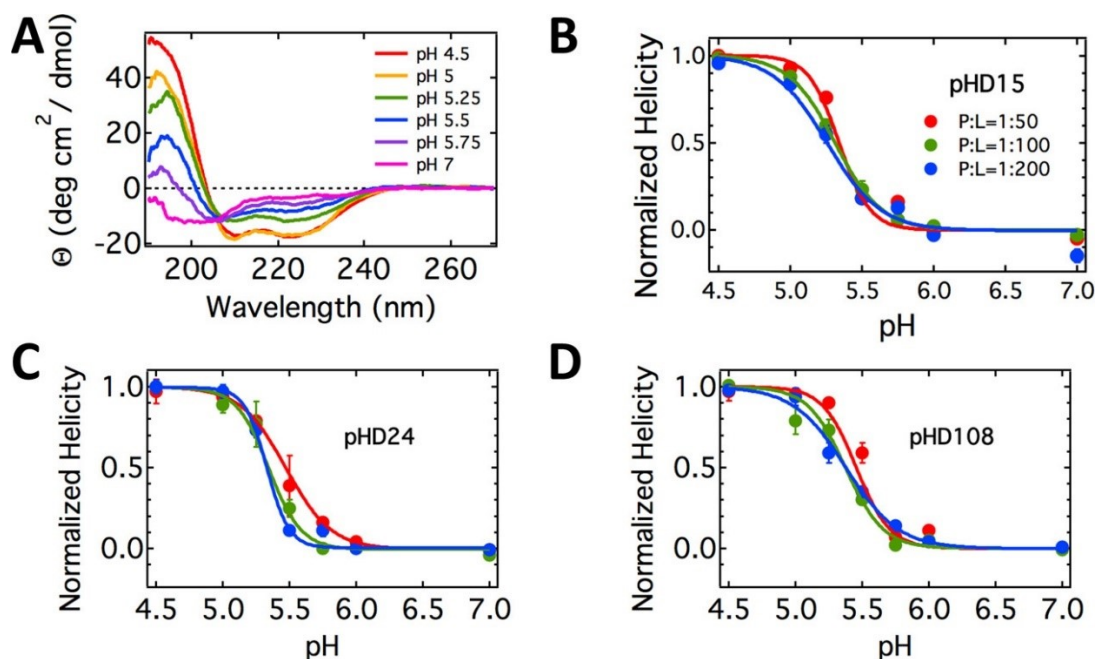 A
Θ (deg cm² / dmol)
40
20
0
-20
200 220 240 260
Wavelength (nm)
pH 4.5
pH 5
pH 5.25
pH 5.5
pH 5.75
pH 7
B
Normalized Helicity
1.0
0.5
0.0
4.5 5.0 5.5 6.0 6.5 7.0
pH
pHD15
P:L=1:50
P:L=1:100
P:L=1:200
C
Normalized Helicity
1.0
0.5
0.0
4.5 5.0 5.5 6.0 6.5 7.0
pH
pHD24
D
Normalized Helicity
1.0
0.5
0.0
4.5 5.0 5.5 6.0 6.5 7.0
pH
pHD108